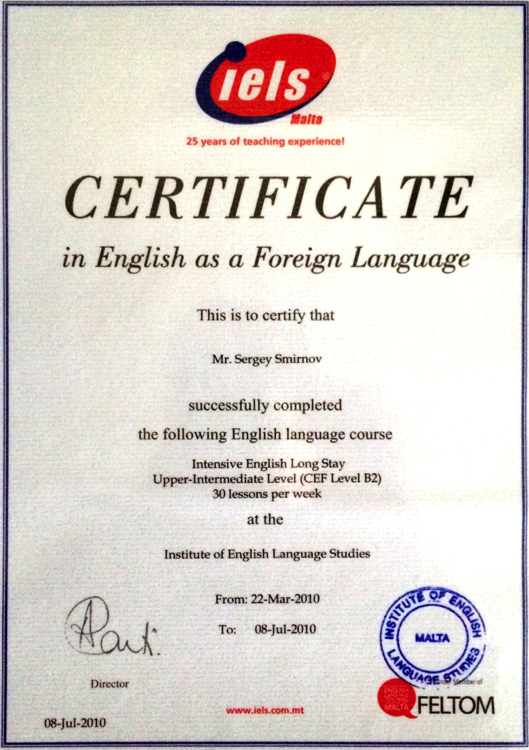 iels
Malta
25 years of teaching experience!
CERTIFICATE
in English as a Foreign Language
This is to certify that
Mr. Sergey Smirnov
successfully completed
the following English language course
Intensive English Long Stay
Upper-Intermediate Level (CEF Level B2)
30 lessons per week
at the
Institute of English Language Studies
From: 22-Mar-2010
To: 08-Jul-2010
INSTITUTE OF ENGLISH
LANGUAGE STUDIES
MALTA
Director
Member of
MALTA
FELTOM
www.iels.com.mt
08-Jul-2010